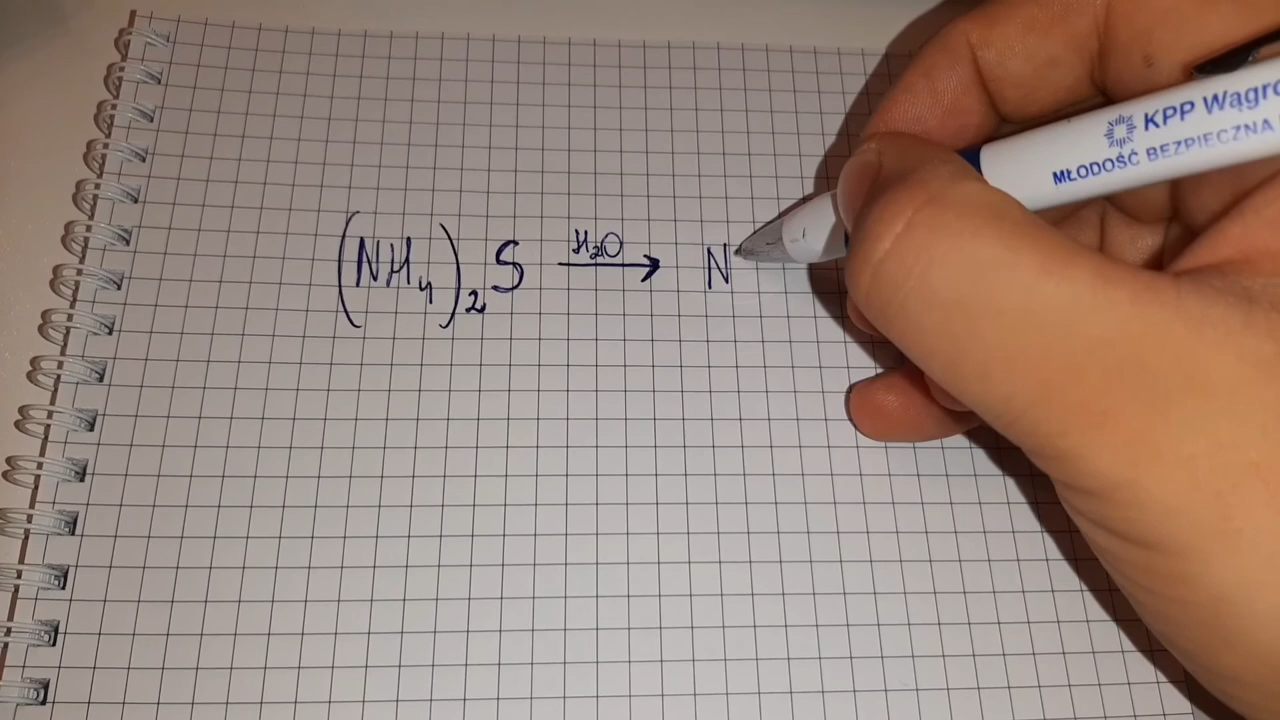 (NH₄)₂S H₂O → N
KPP Wągro
MŁODOŚĆ BEZPIECZNA